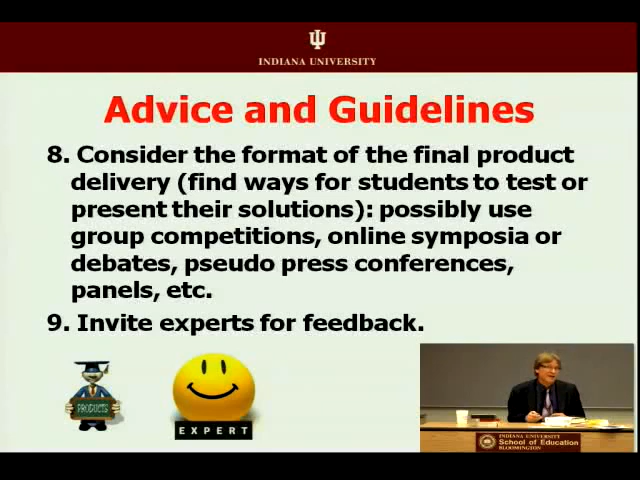 INDIANA UNIVERSITY
Advice and Guidelines
8. Consider the format of the final product
delivery (find ways for students to test or
present their solutions): possibly use
group competitions, online symposia or
debates, pseudo press conferences,
panels, etc.
9. Invite experts for feedback.
PRODUCTS
EXPERT
INDIANA UNIVERSITY
School of Education
BLOOMINGTON